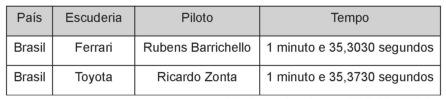 País Escuderia Piloto Tempo
Brasil Ferrari Rubens Barrichello 1 minuto e 35,3030 segundos
Brasil Toyota Ricardo Zonta 1 minuto e 35,3730 segundos